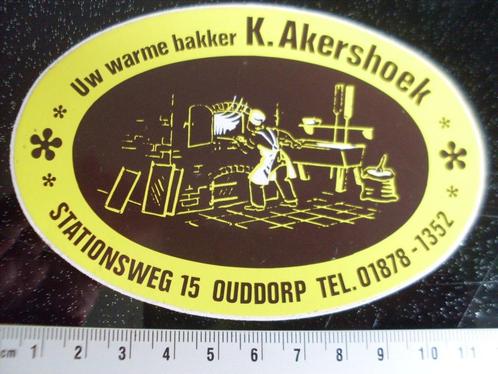 Uw warme bakker K. Akershoek
STATIONSWEG 15 OUDDORP TEL. 01878-1352
cm 1 2 3 4 5 6 7 8 9 10 11 12